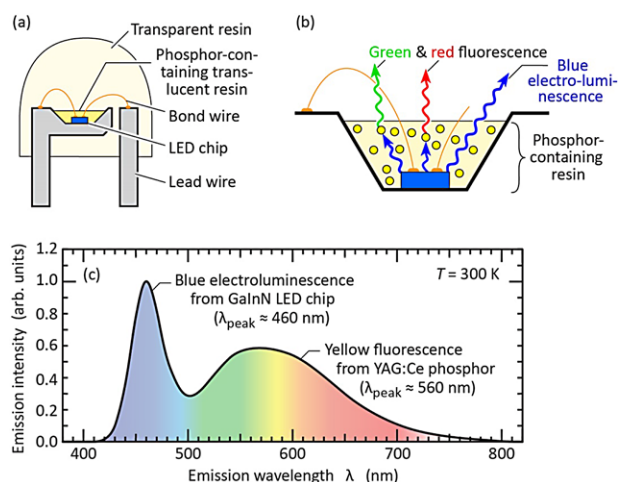 (a)
Transparent resin
Phosphor-con-
taining trans-
lucent resin
Bond wire
LED chip
Lead wire
(b)
Green & red fluorescence
Blue
electro-lumi-
nescence
Phosphor-
containing
resin
(c)
T = 300 K
Blue electroluminescence
from GaInN LED chip
(λpeak ≈ 460 nm)
Yellow fluorescence
from YAG:Ce phosphor
(λpeak ≈ 560 nm)
Emission intensity (arb. units)
1.2
1.0
0.8
0.6
0.4
0.2
0.0
400 500 600 700 800
Emission wavelength λ (nm)